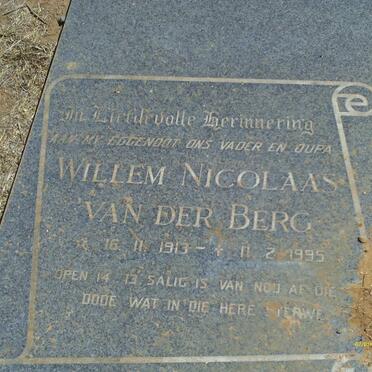 In Liefdevolle Herinnering
AAN MY EGGENOOT ONS VADER EN OUPA
WILLEM NICOLAAS
VAN DER BERG
* 16. 11. 1913 – + 11. 2. 1995
OPEN 14 13 SALIG IS VAN NOU AF DIE
DODE WAT IN DIE HERE STERWE